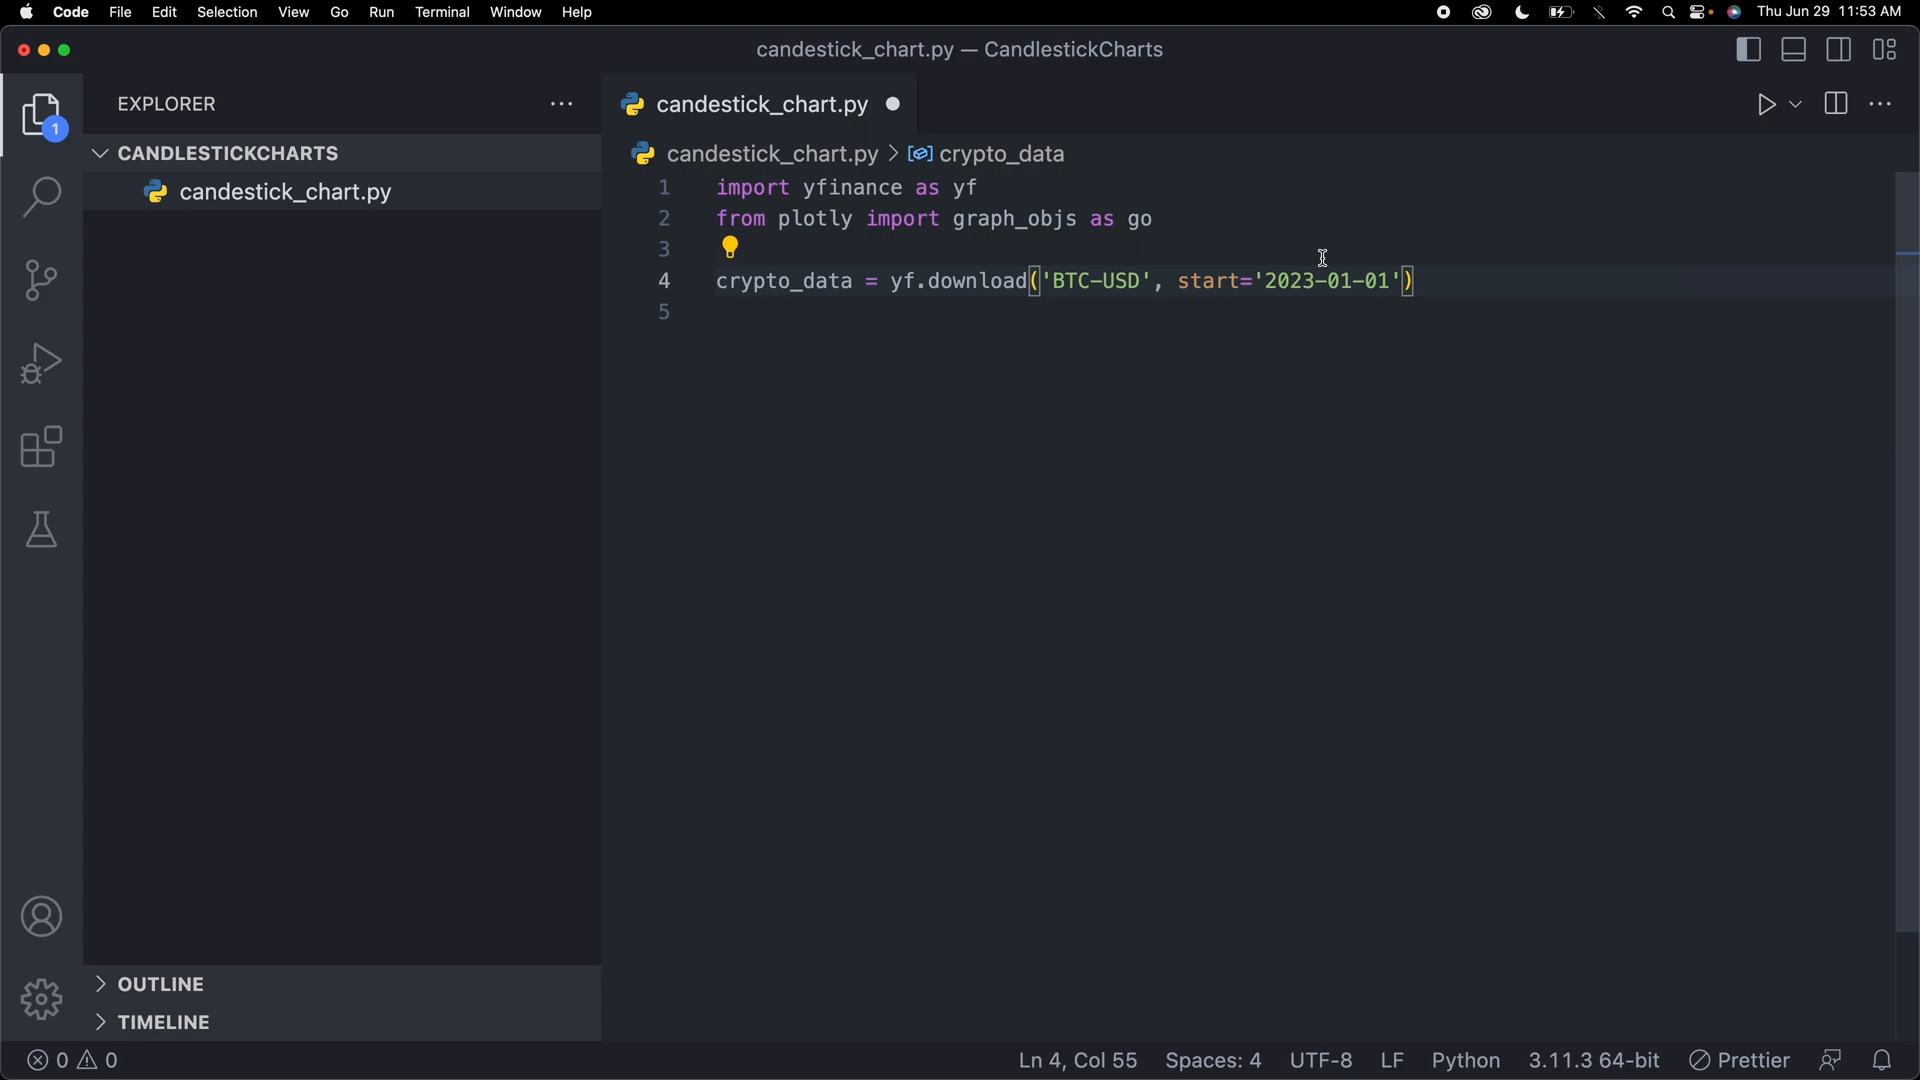 Code File Edit Selection View Go Run Terminal Window Help Thu Jun 29 11:53 AM
candestick_chart.py — CandlestickCharts
EXPLORER
candestick_chart.py
1
CANDLESTICKCHARTS
candestick_chart.py > crypto_data
candestick_chart.py
1 import yfinance as yf
2 from plotly import graph_objs as go
3
4 crypto_data = yf.download('BTC-USD', start='2023-01-01')
5
OUTLINE
TIMELINE
0 0 Ln 4, Col 55 Spaces: 4 UTF-8 LF Python 3.11.3 64-bit Prettier